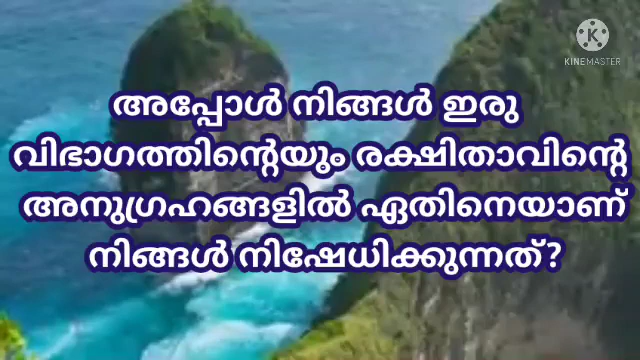 KINEMASTER
അപ്പോൾ നിങ്ങൾ ഇരു
വിഭാഗത്തിന്റെയും രക്ഷിതാവിന്റെ
അനുഗ്രഹങ്ങളിൽ ഏതിനെയാണ്
നിങ്ങൾ നിഷേധിക്കുന്നത്?